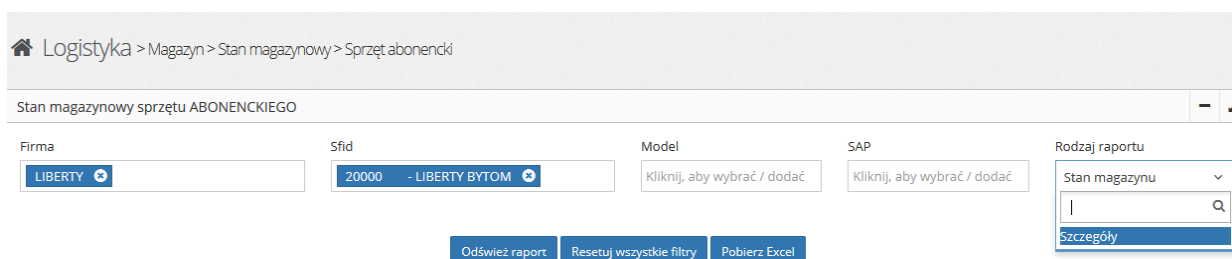 Logistyka > Magazyn > Stan magazynowy > Sprzęt abonencki
Stan magazynowy sprzętu ABONENCKIEGO
Firma Sfid Model SAP Rodzaj raportu
LIBERTY 20000 - LIBERTY BYTOM Kliknij, aby wybrać / dodać Kliknij, aby wybrać / dodać Stan magazynu
Szczegóły
Odśwież raport Resetuj wszystkie filtry Pobierz Excel